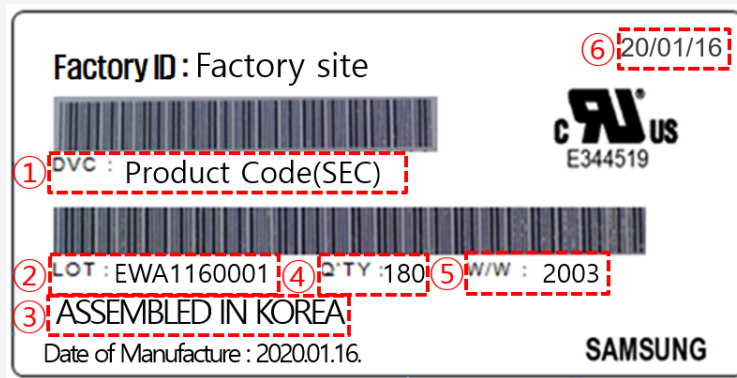 ⑥ 20/01/16
Factory ID : Factory site
c RU US
E344519
① DVC : Product Code(SEC)
② LOT : EWA1160001 ④ Q'TY : 180 ⑤ W/W : 2003
③ ASSEMBLED IN KOREA
Date of Manufacture : 2020.01.16.
SAMSUNG